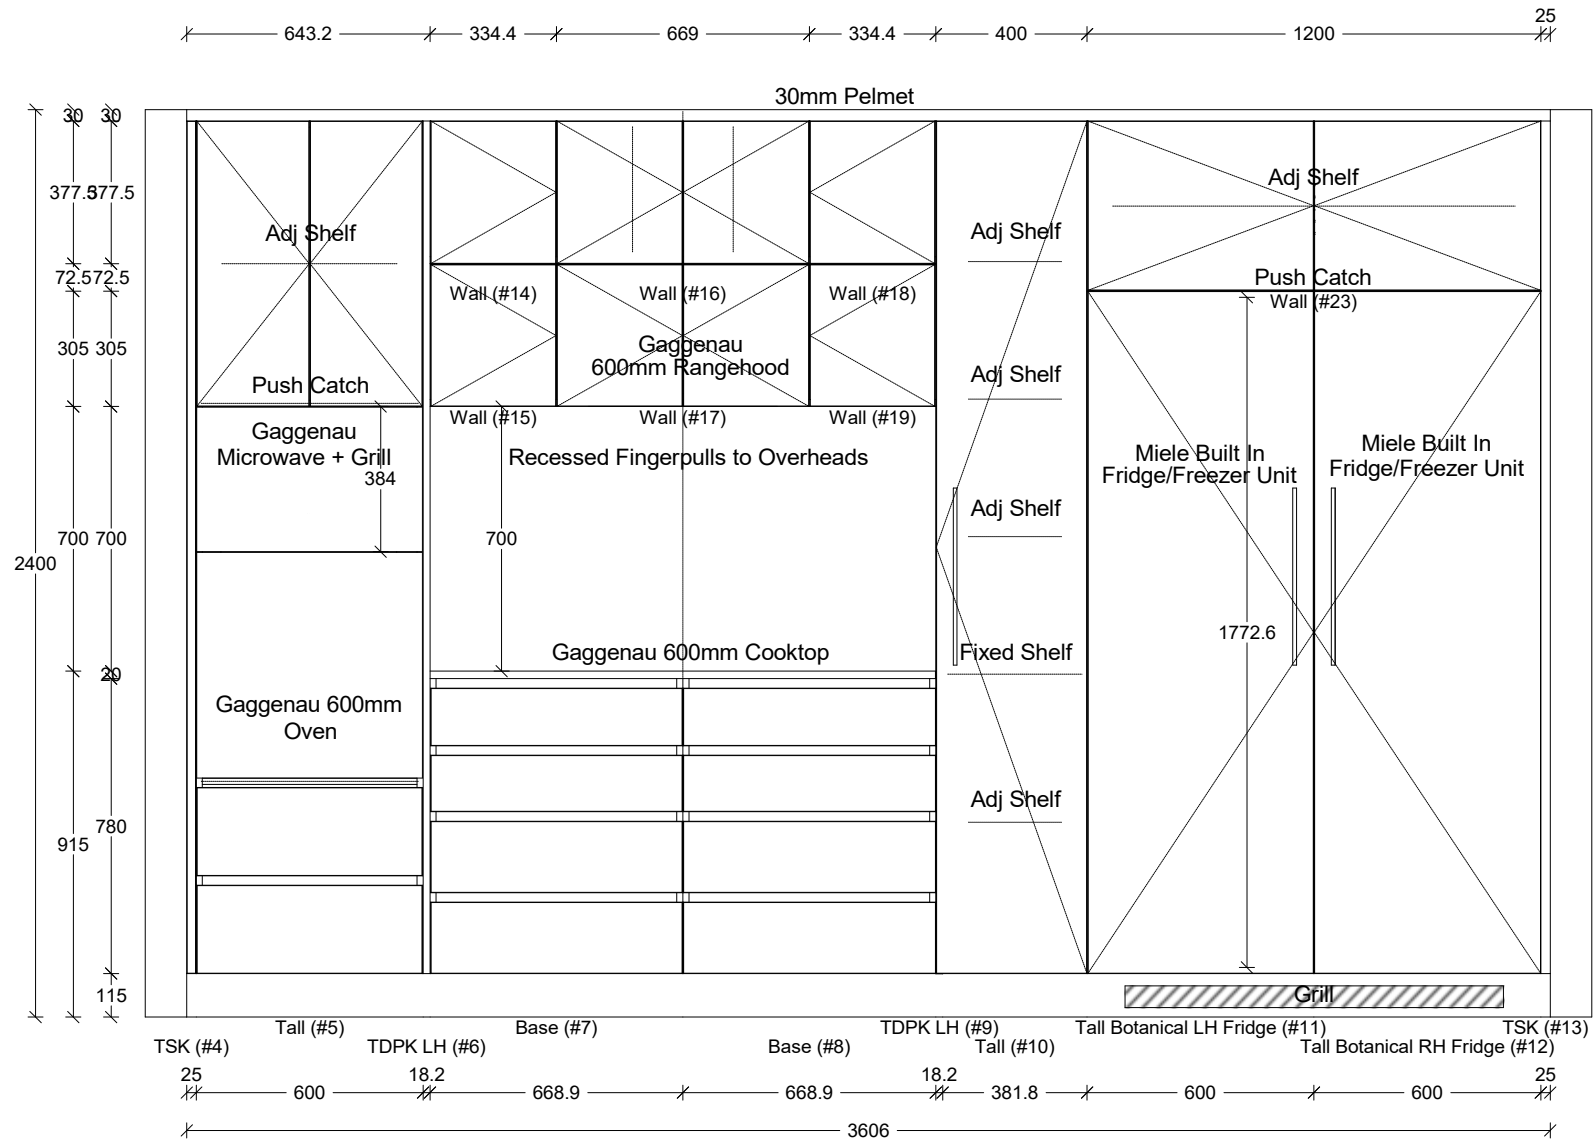 25
643.2 334.4 669 334.4 400 1200
30mm Pelmet
30 30
377.5 377.5
Adj Shelf
Adj Shelf
Adj Shelf
72.5 72.5
Push Catch
Wall (#14) Wall (#16) Wall (#18)
Wall (#23)
305 305
Gaggenau
600mm Rangehood
Push Catch
Adj Shelf
Wall (#15) Wall (#17) Wall (#19)
Gaggenau
Microwave + Grill
384
Recessed Fingerpulls to Overheads
Miele Built In
Fridge/Freezer Unit
Miele Built In
Fridge/Freezer Unit
Adj Shelf
700 700
700
2400
1772.6
Gaggenau 600mm Cooktop
Fixed Shelf
20
Gaggenau 600mm
Oven
Adj Shelf
780
915
115
Grill
Tall (#5) Base (#7) TDPK LH (#9) Tall Botanical LH Fridge (#11) TSK (#13)
TSK (#4) TDPK LH (#6) Base (#8) Tall (#10) Tall Botanical RH Fridge (#12)
25 18.2 18.2 25
600 668.9 668.9 381.8 600 600
3606